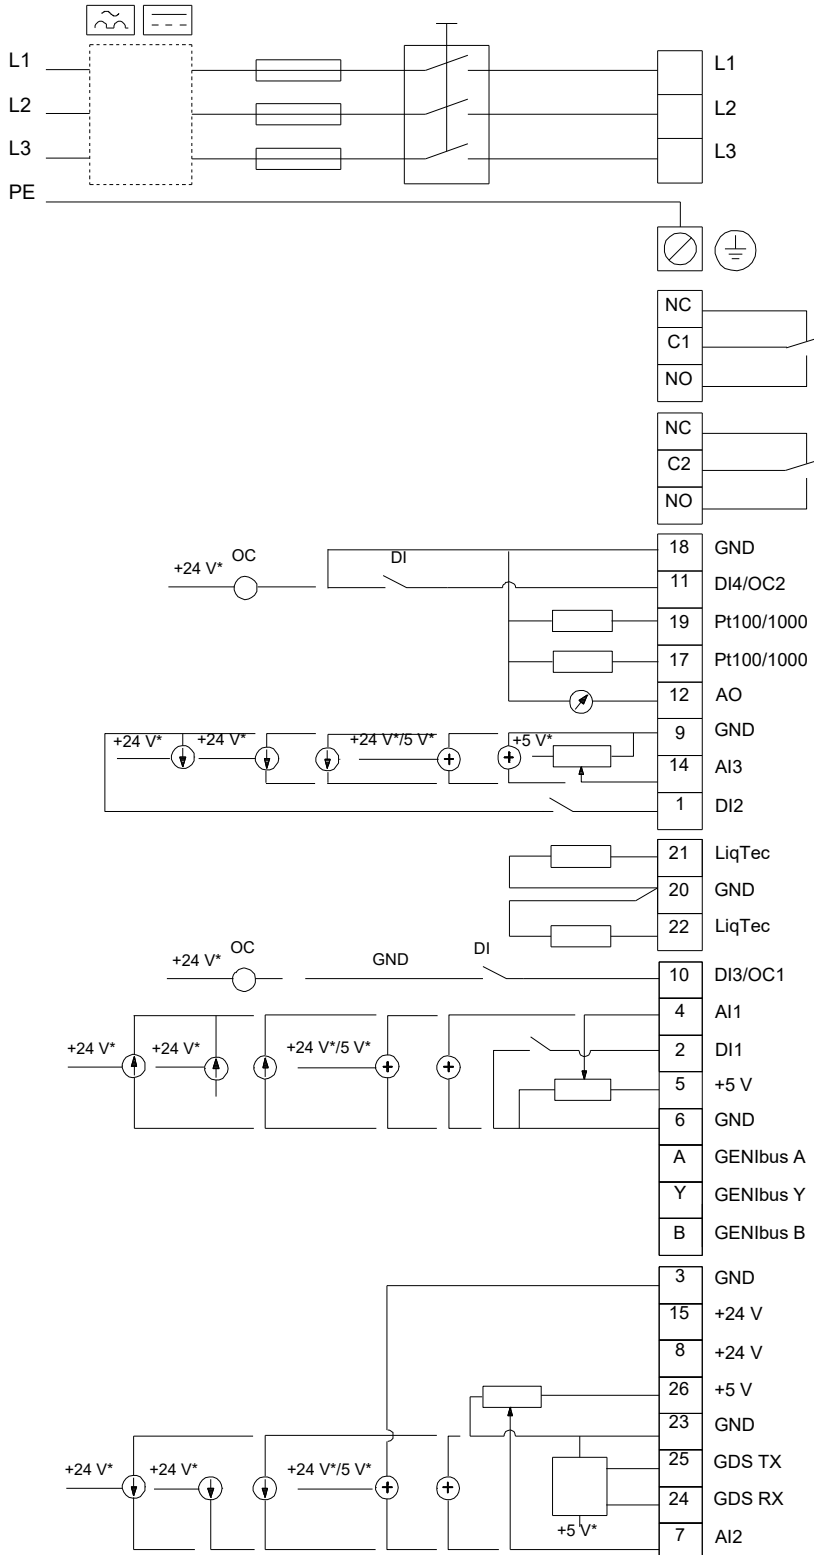 L1 L1
L2 L2
L3 L3
PE
NC
C1
NO
NC
C2
NO
18 GND
+24 V* OC DI 11 DI4/OC2
19 Pt100/1000
17 Pt100/1000
12 AO
9 GND
+24 V* +24 V* +24 V*/5 V* +5 V*
14 AI3
1 DI2
21 LiqTec
20 GND
22 LiqTec
+24 V* OC GND DI 10 DI3/OC1
4 AI1
+24 V* +24 V* +24 V*/5 V* 2 DI1
5 +5 V
6 GND
A GENIbus A
Y GENIbus Y
B GENIbus B
3 GND
15 +24 V
8 +24 V
26 +5 V
23 GND
25 GDS TX
+24 V* +24 V* +24 V*/5 V*
24 GDS RX
+5 V*
7 AI2